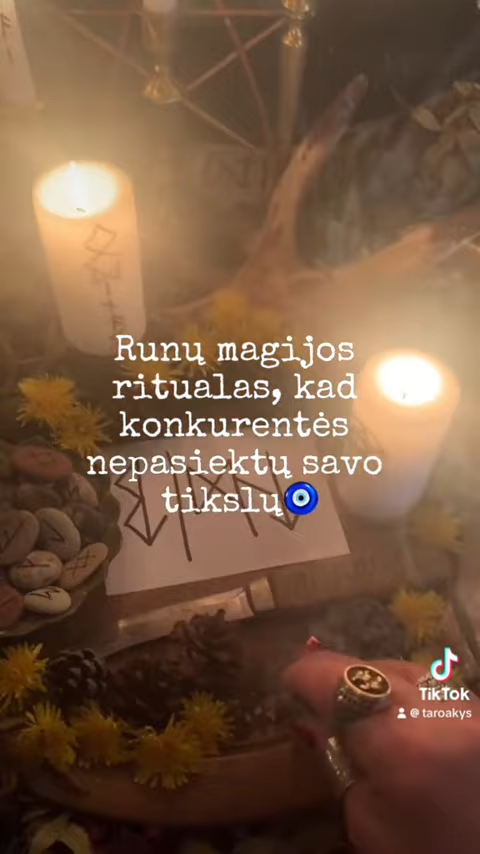 Runų magijos
ritualas, kad
konkurentės
nepasiektų savo
tikslų🧿
TikTok
@ taroakys